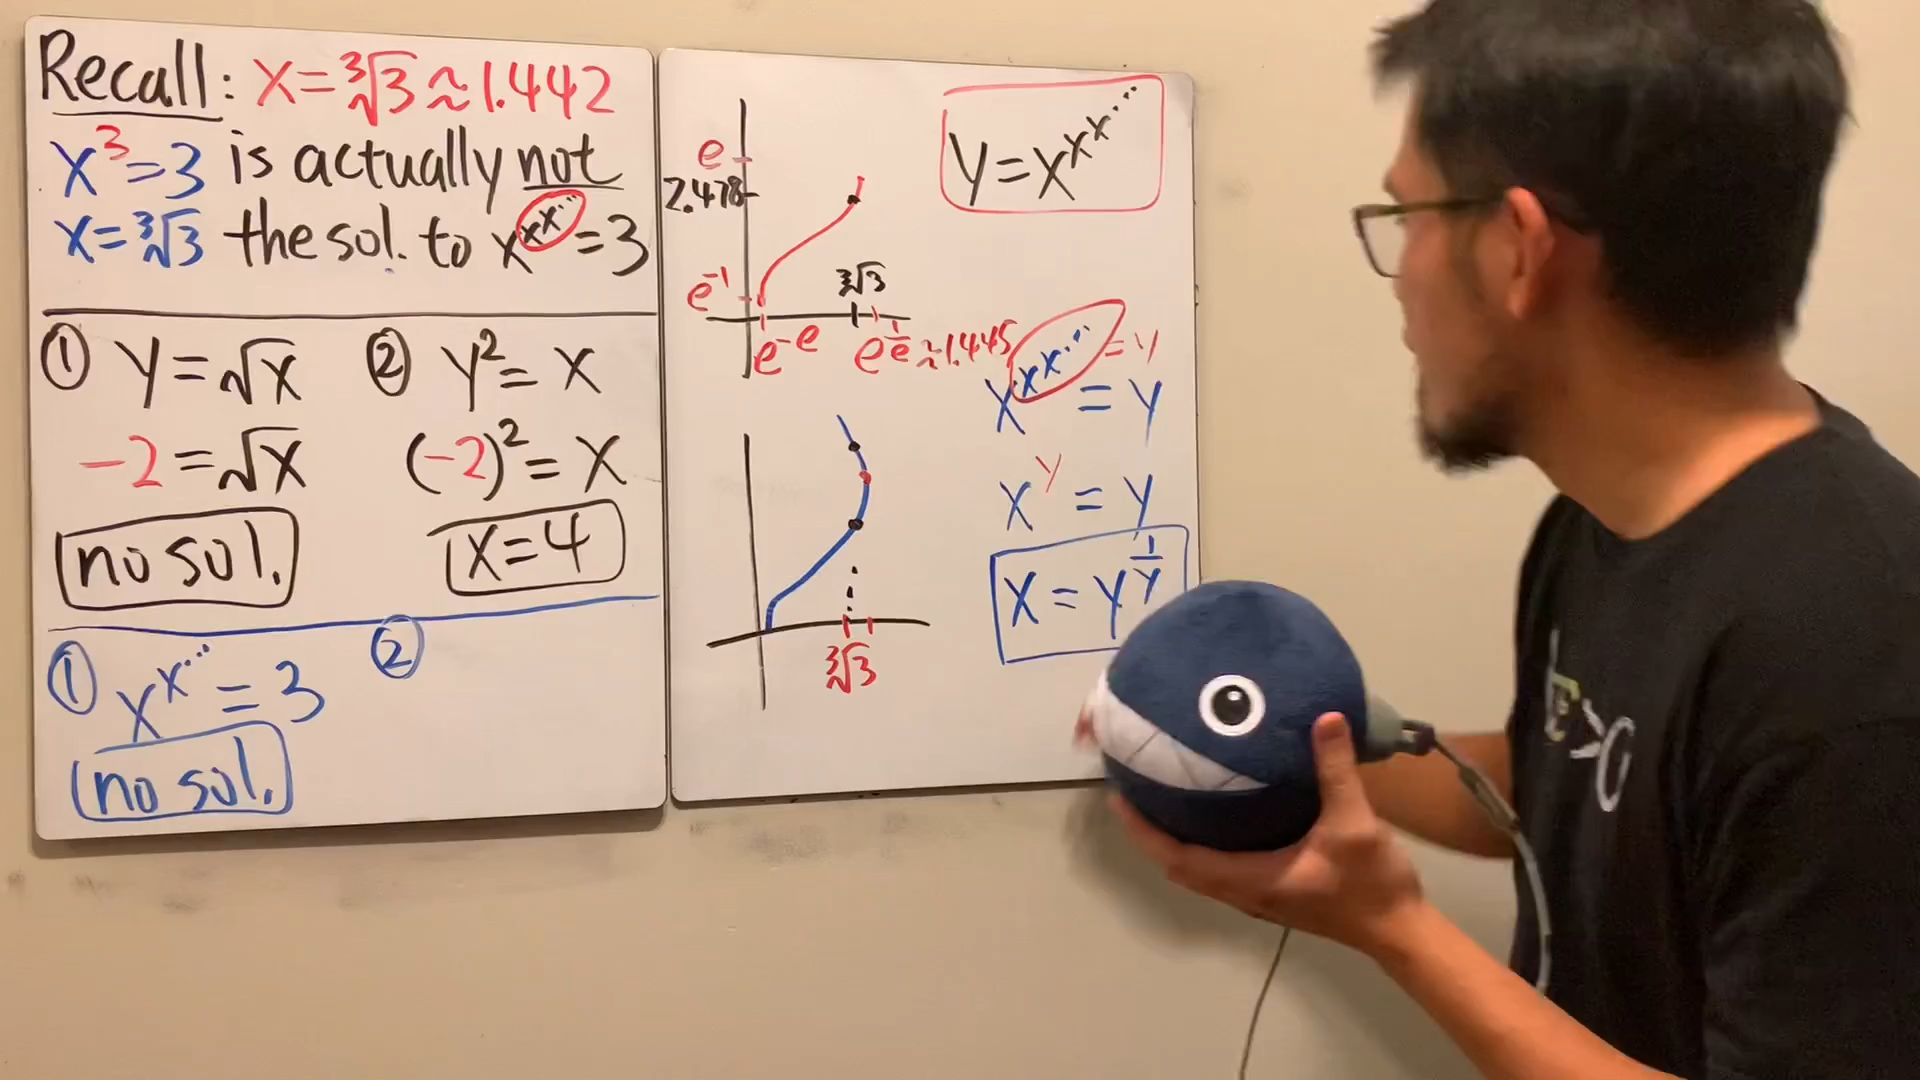 Recall: x=∛3≈1.442
x³=3 is actually not
x=∛3 the sol. to x^x^x^...=3
① y=√x ② y²=x
-2=√x (-2)²=x
no sol. x=4
① x^x^...=3 ②
no sol.
y=x^x^x^...
e
2.478
e⁻¹
∛3
e^-e e^(1/e)≈1.445
x^x^x^...=y =y
x^y=y
x=y^(1/y)
∛3